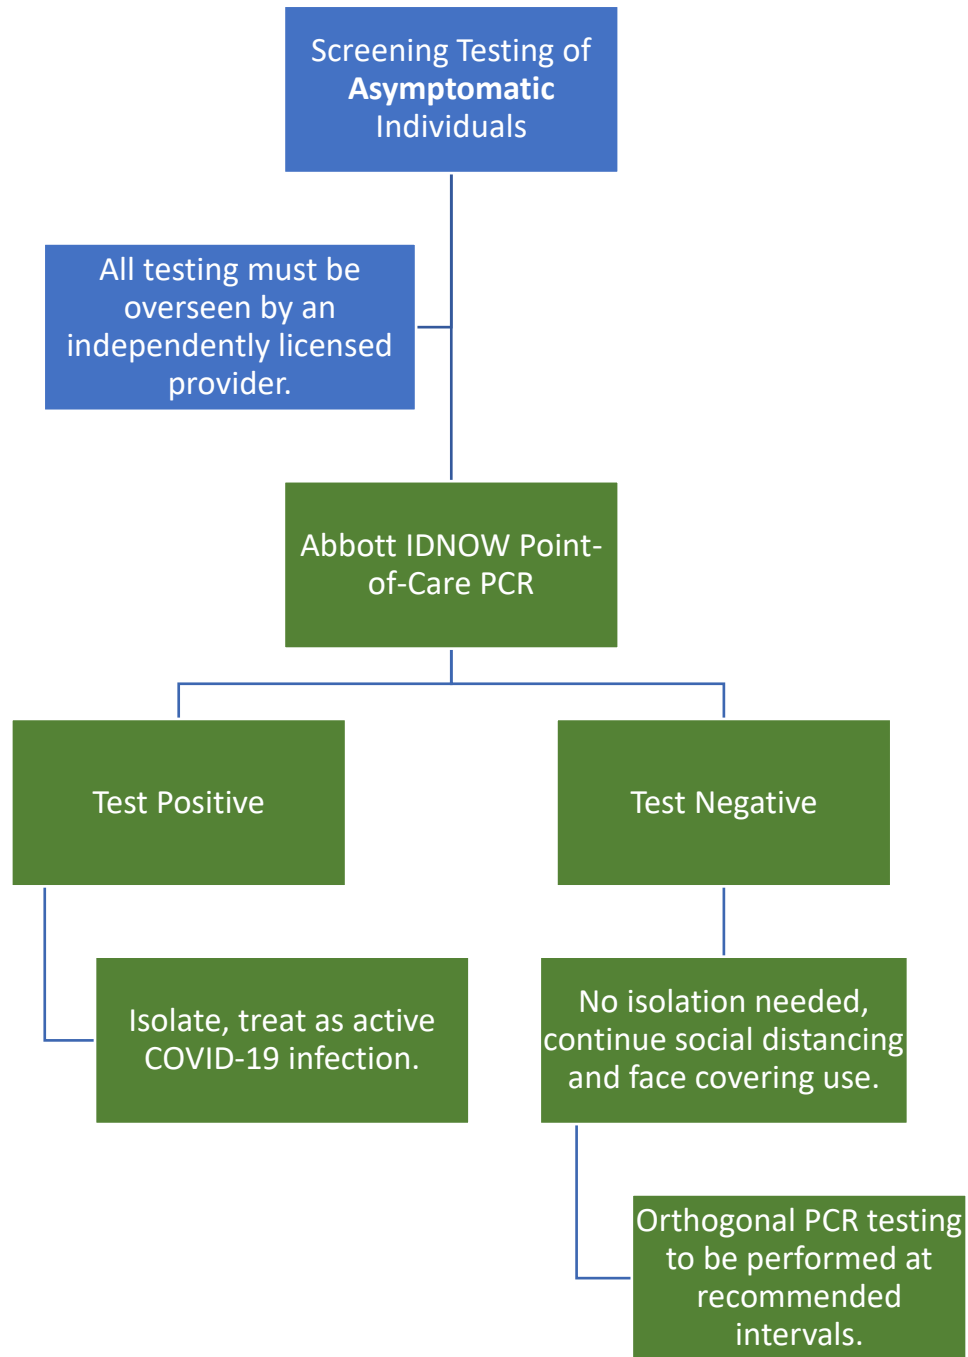 Screening Testing of
Asymptomatic
Individuals
All testing must be
overseen by an
independently licensed
provider.
Abbott IDNOW Point-
of-Care PCR
Test Positive
Test Negative
Isolate, treat as active
COVID-19 infection.
No isolation needed,
continue social distancing
and face covering use.
Orthogonal PCR testing
to be performed at
recommended
intervals.